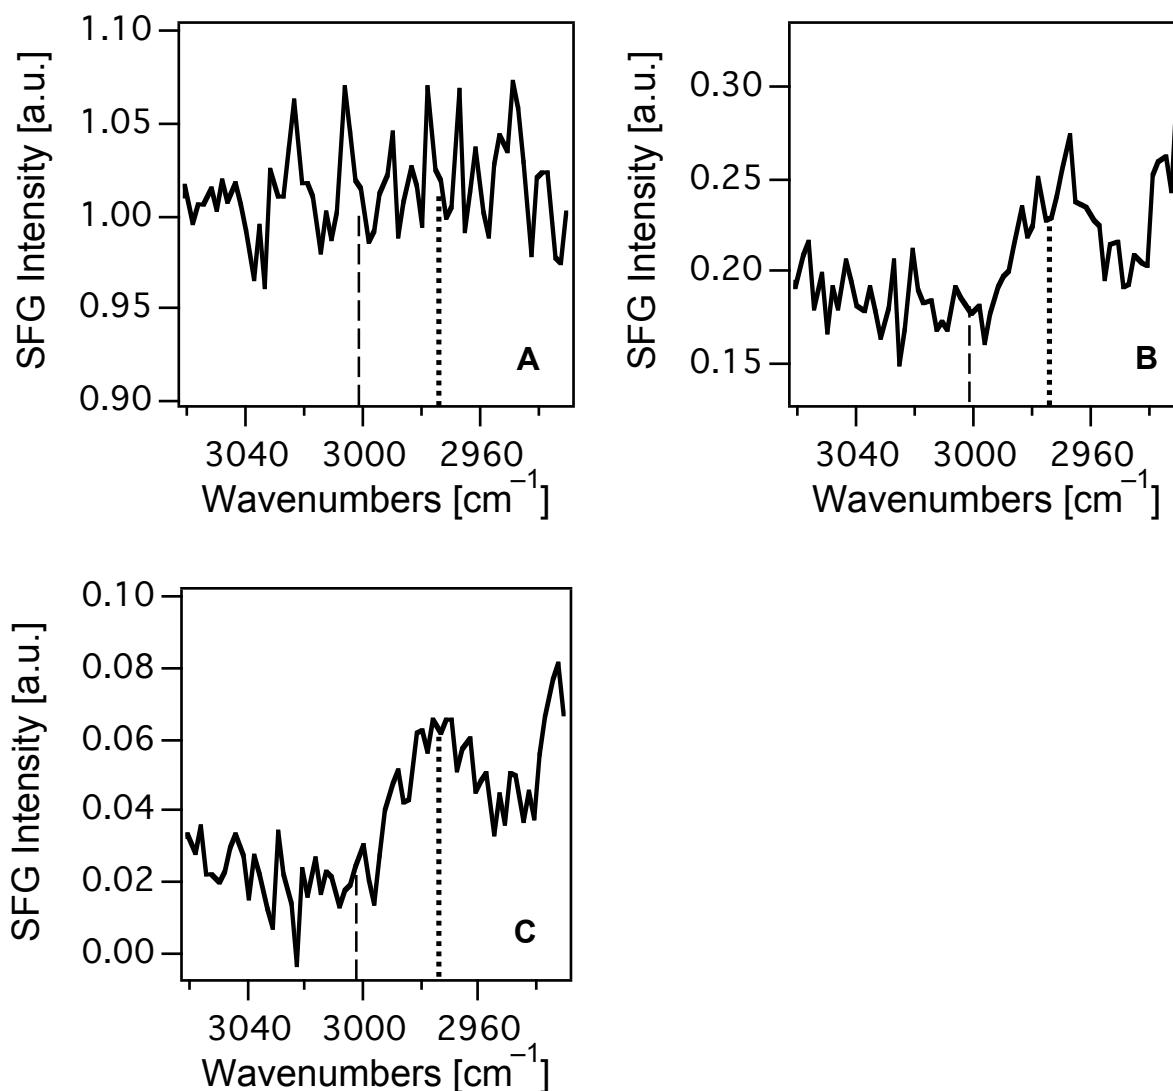 1.10
1.05
1.00
0.95
0.90
SFG Intensity [a.u.]
A
3040 3000 2960
Wavenumbers [cm⁻¹]
0.30
0.25
0.20
0.15
SFG Intensity [a.u.]
B
3040 3000 2960
Wavenumbers [cm⁻¹]
0.10
0.08
0.06
0.04
0.02
0.00
SFG Intensity [a.u.]
C
3040 3000 2960
Wavenumbers [cm⁻¹]